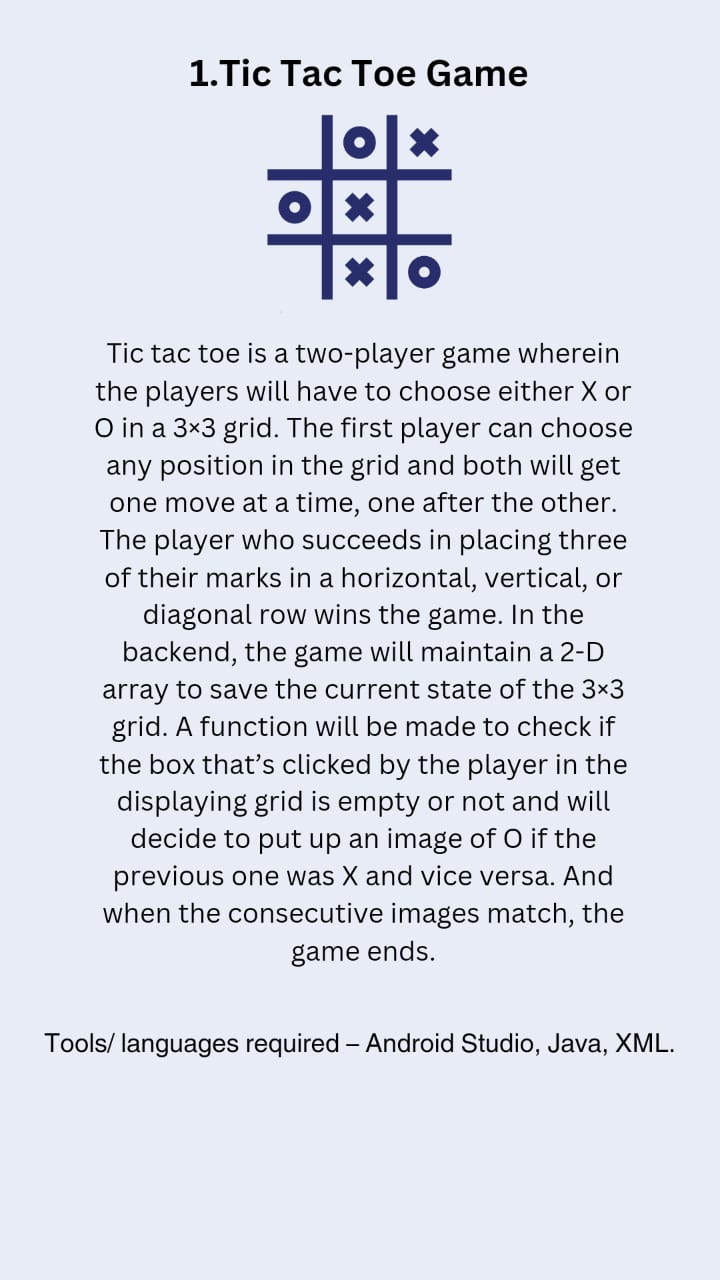 1.Tic Tac Toe Game
Tic tac toe is a two-player game wherein
the players will have to choose either X or
O in a 3×3 grid. The first player can choose
any position in the grid and both will get
one move at a time, one after the other.
The player who succeeds in placing three
of their marks in a horizontal, vertical, or
diagonal row wins the game. In the
backend, the game will maintain a 2-D
array to save the current state of the 3×3
grid. A function will be made to check if
the box that’s clicked by the player in the
displaying grid is empty or not and will
decide to put up an image of O if the
previous one was X and vice versa. And
when the consecutive images match, the
game ends.
Tools/ languages required – Android Studio, Java, XML.